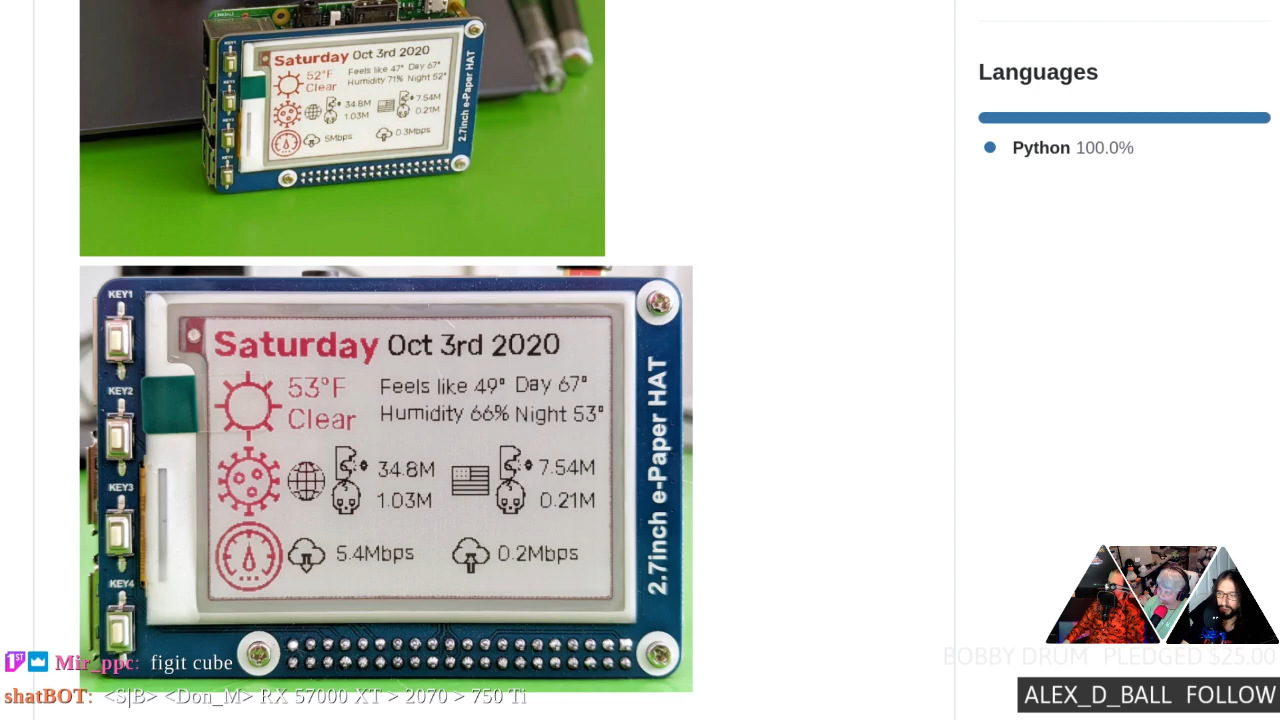 Saturday Oct 3rd 2020
52°F
Clear
Feels like 47° Day 67°
Humidity 71% Night 52°
34.8M
1.03M
7.54M
0.21M
5Mbps
0.3Mbps
2.7inch e-Paper HAT
KEY1
KEY2
KEY3
KEY4
Saturday Oct 3rd 2020
53°F
Clear
Feels like 49° Day 67°
Humidity 66% Night 53°
34.8M
1.03M
7.54M
0.21M
5.4Mbps
0.2Mbps
2.7inch e-Paper HAT
Languages
Python 100.0%
1ST
Mir_ppc: figit cube
shatBOT: <S|B> <Don_M> RX 57000 XT > 2070 > 750 Ti
BOBBY DRUM PLEDGED $25.00
ALEX_D_BALL FOLLOW